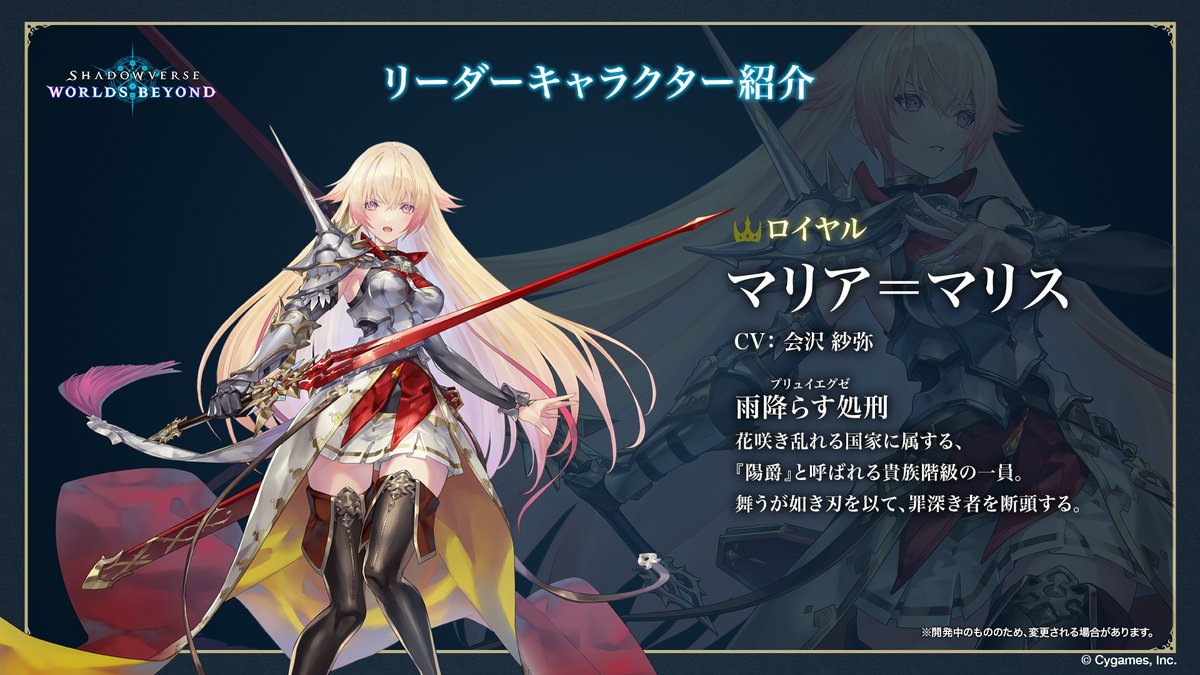 SHADOWVERSE
WORLDS BEYOND
リーダーキャラクター紹介
ロイヤル
マリア＝マリス
CV： 会沢 紗弥
プリュイエグゼ
雨降らす処刑
花咲き乱れる国家に属する、
『陽爵』と呼ばれる貴族階級の一員。
舞うが如き刃を以て、罪深き者を断頭する。
※開発中のもののため、変更される場合があります。
© Cygames, Inc.